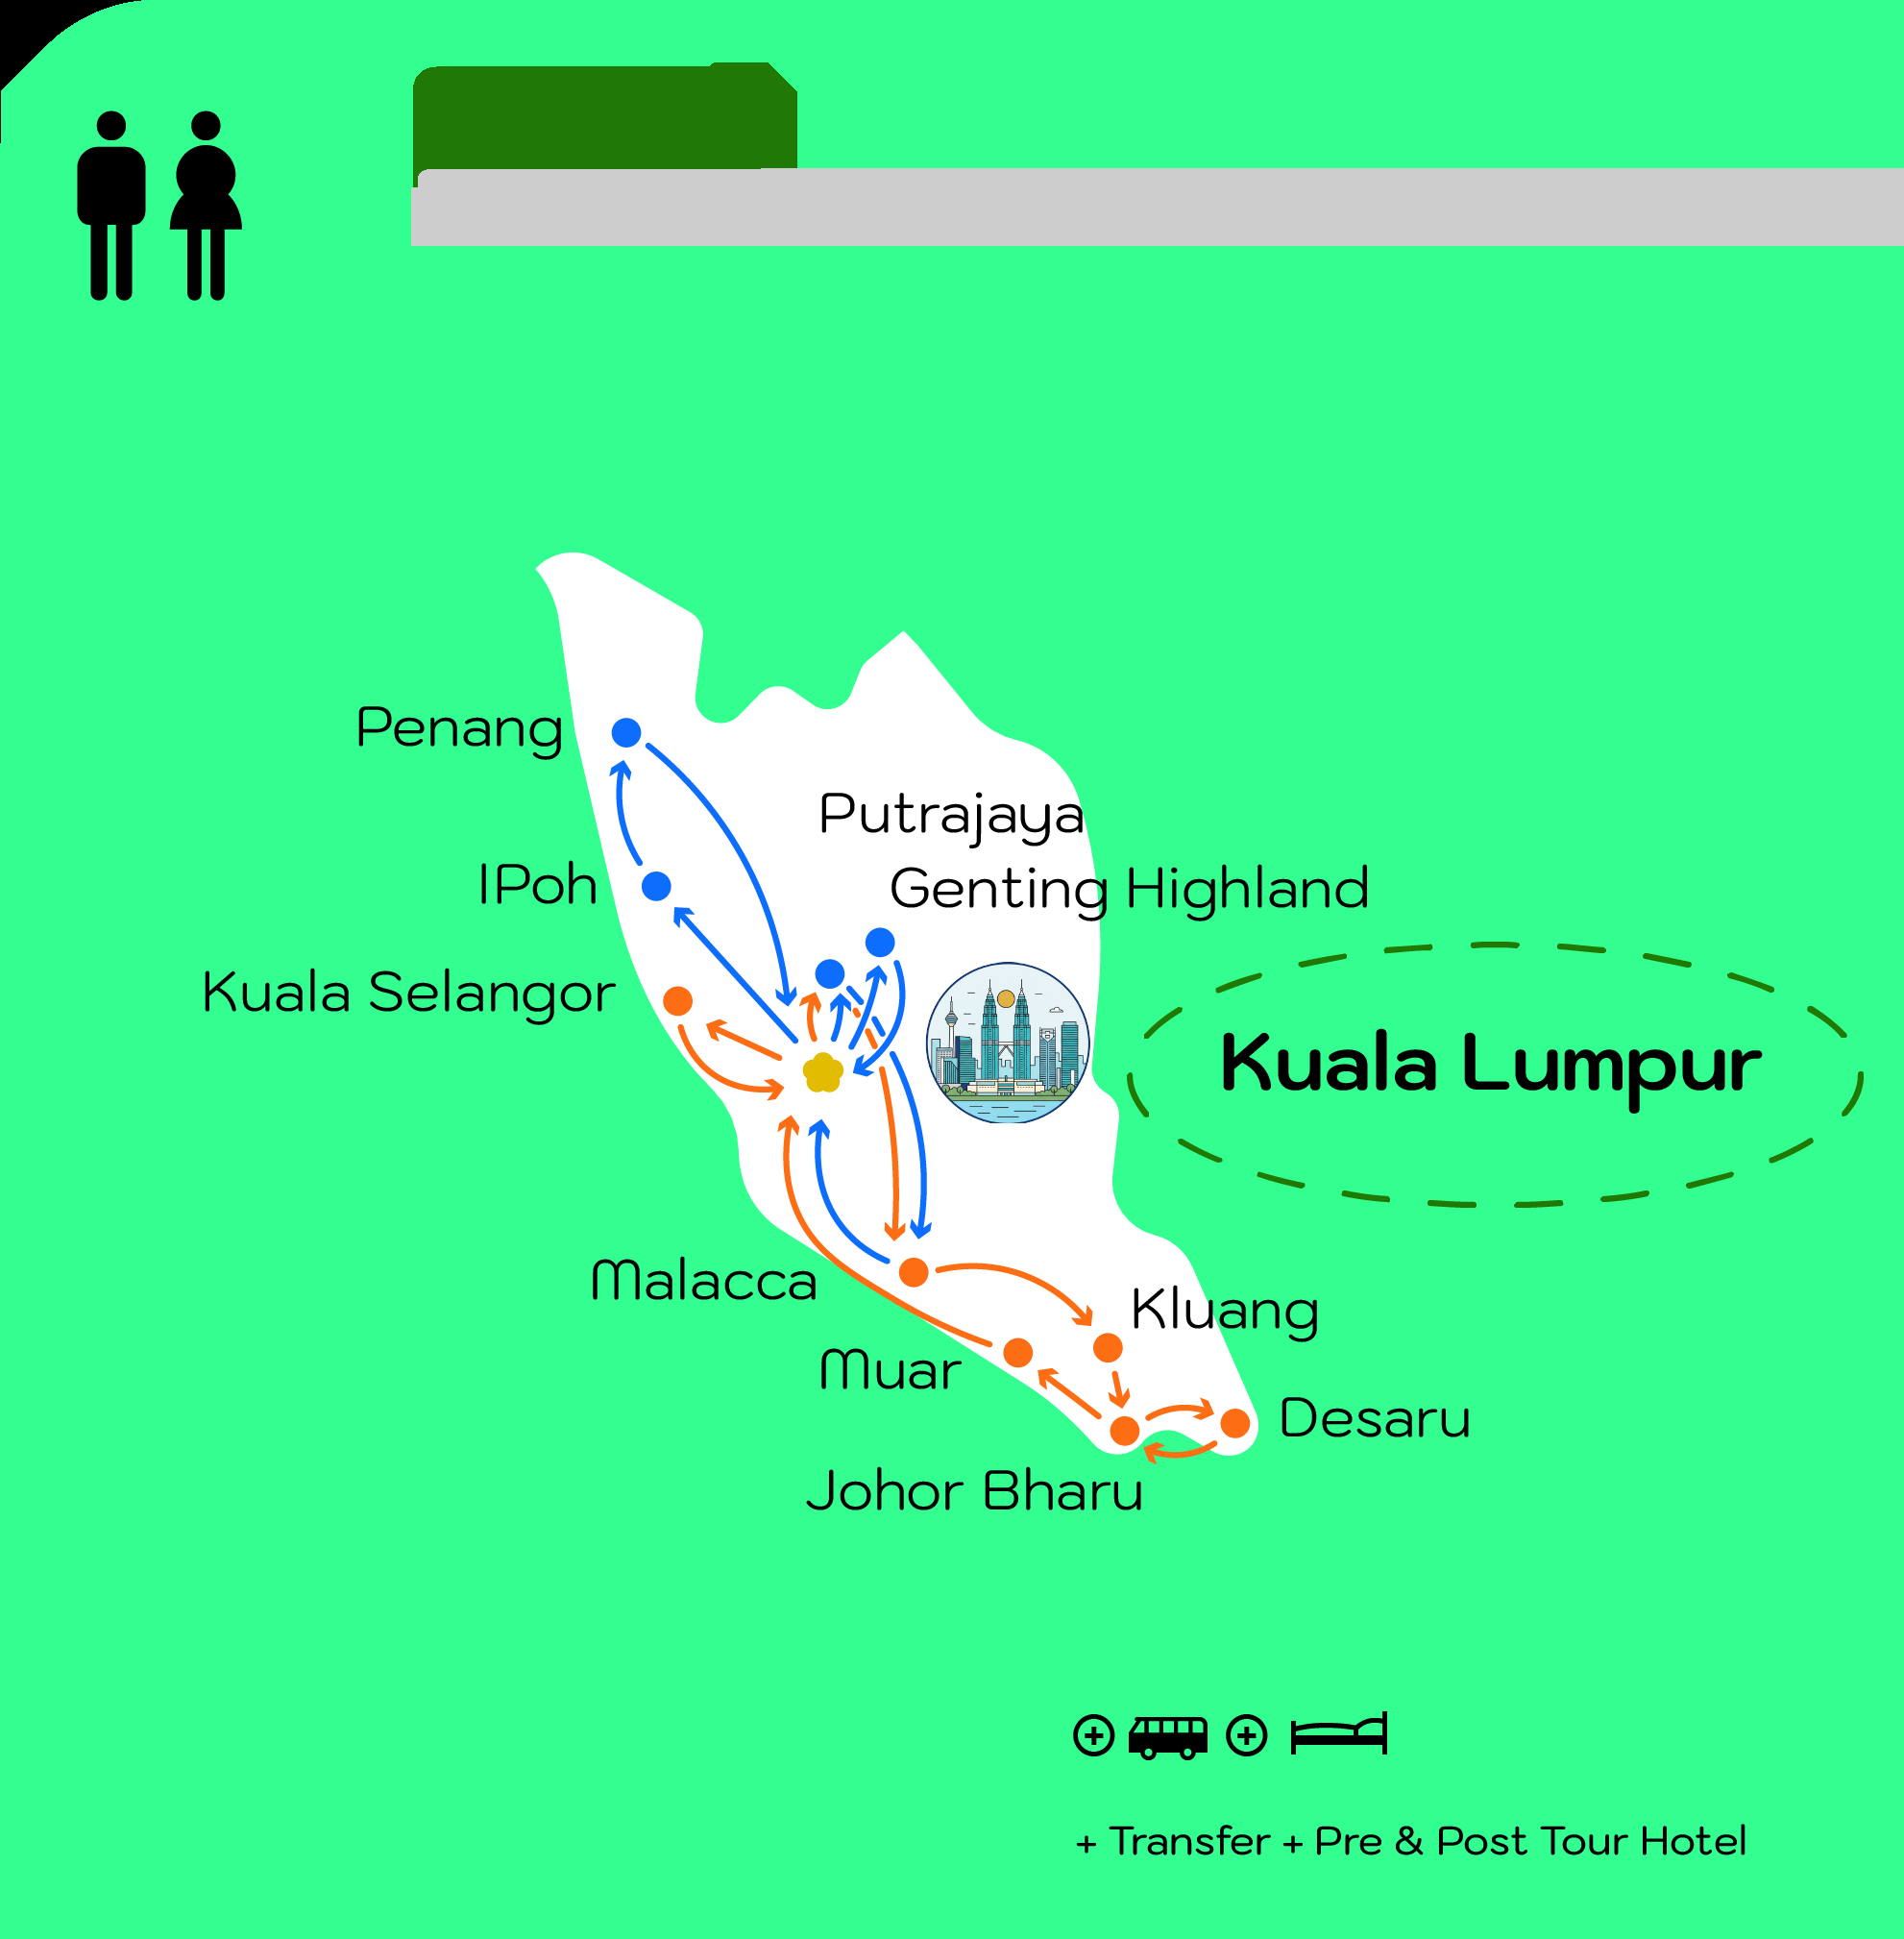 Penang
Putrajaya
IPoh
Genting Highland
Kuala Selangor
Kuala Lumpur
Malacca
Kluang
Muar
Desaru
Johor Bharu
+ Transfer + Pre & Post Tour Hotel